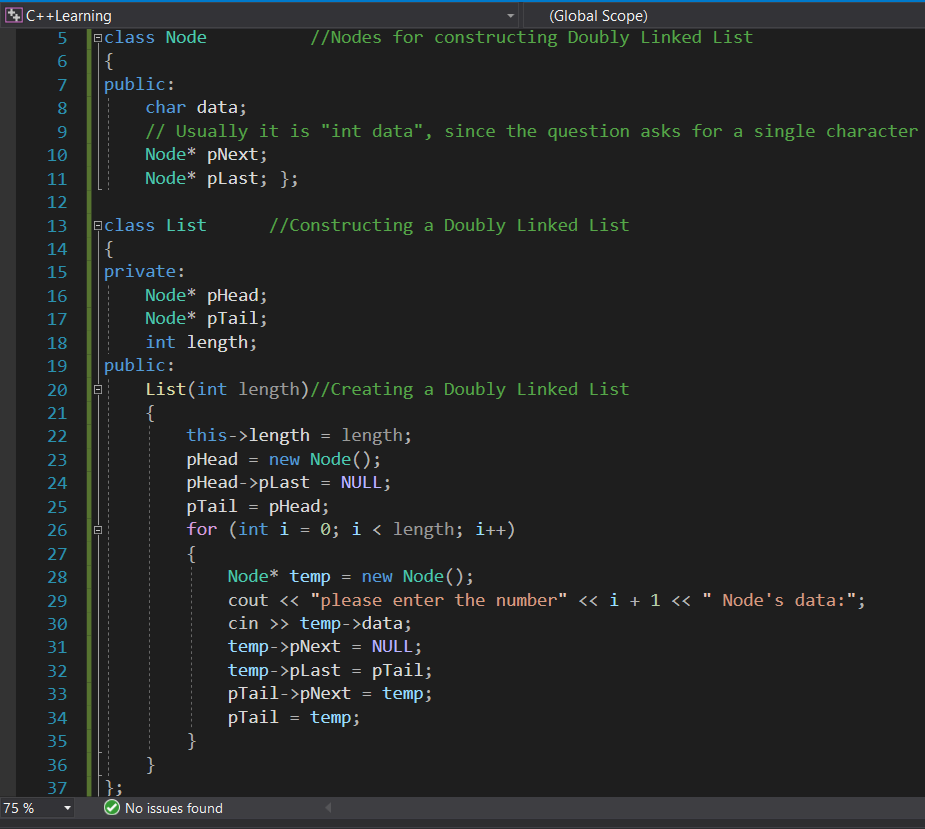 C++Learning (Global Scope)
5 class Node //Nodes for constructing Doubly Linked List
6 {
7 public:
8 char data;
9 // Usually it is "int data", since the question asks for a single character
10 Node* pNext;
11 Node* pLast; };
12
13 class List //Constructing a Doubly Linked List
14 {
15 private:
16 Node* pHead;
17 Node* pTail;
18 int length;
19 public:
20 List(int length)//Creating a Doubly Linked List
21 {
22 this->length = length;
23 pHead = new Node();
24 pHead->pLast = NULL;
25 pTail = pHead;
26 for (int i = 0; i < length; i++)
27 {
28 Node* temp = new Node();
29 cout << "please enter the number" << i + 1 << " Node's data:";
30 cin >> temp->data;
31 temp->pNext = NULL;
32 temp->pLast = pTail;
33 pTail->pNext = temp;
34 pTail = temp;
35 }
36 }
37 };
75 % No issues found